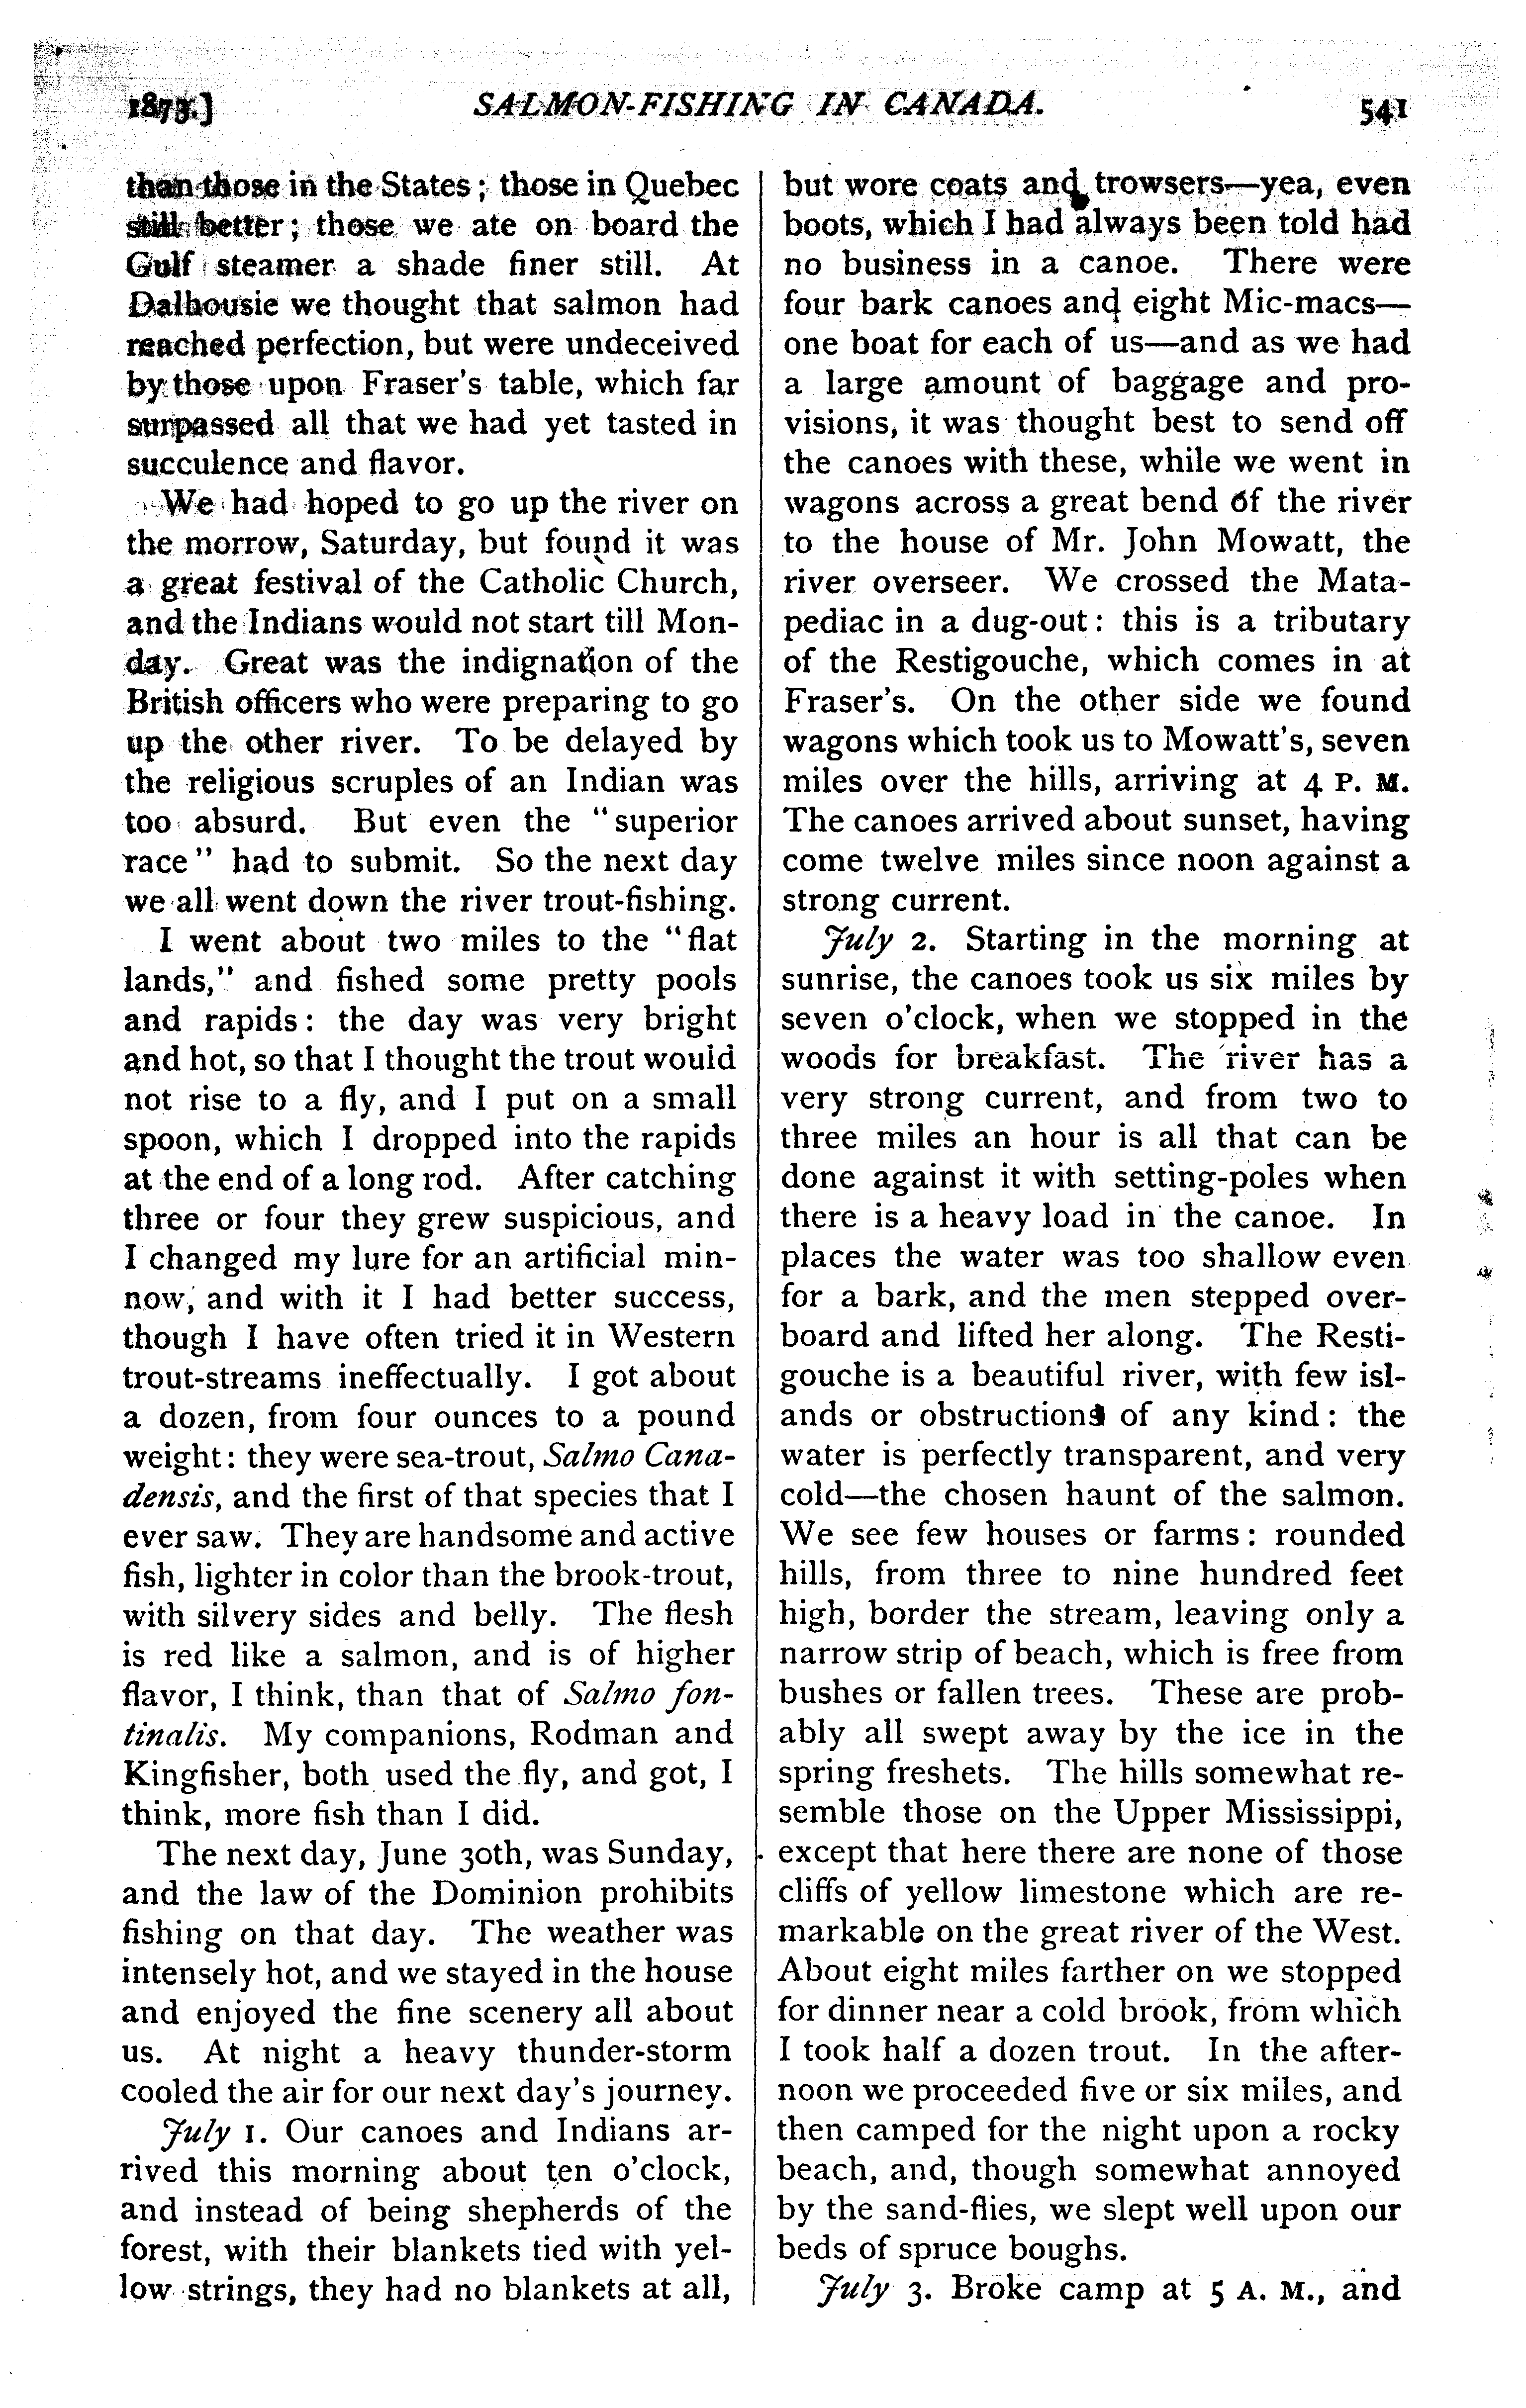 1873.] SALMON-FISHING IN CANADA. 541
than those in the States; those in Quebec
still better; those we ate on board the
Gulf steamer a shade finer still. At
Dalhousie we thought that salmon had
reached perfection, but were undeceived
by those upon Fraser's table, which far
surpassed all that we had yet tasted in
succulence and flavor.
We had hoped to go up the river on
the morrow, Saturday, but found it was
a great festival of the Catholic Church,
and the Indians would not start till Mon-
day. Great was the indignation of the
British officers who were preparing to go
up the other river. To be delayed by
the religious scruples of an Indian was
too absurd. But even the "superior
race" had to submit. So the next day
we all went down the river trout-fishing.
I went about two miles to the "flat
lands," and fished some pretty pools
and rapids: the day was very bright
and hot, so that I thought the trout would
not rise to a fly, and I put on a small
spoon, which I dropped into the rapids
at the end of a long rod. After catching
three or four they grew suspicious, and
I changed my lure for an artificial min-
now, and with it I had better success,
though I have often tried it in Western
trout-streams ineffectually. I got about
a dozen, from four ounces to a pound
weight: they were sea-trout, Salmo Cana-
densis, and the first of that species that I
ever saw. They are handsome and active
fish, lighter in color than the brook-trout,
with silvery sides and belly. The flesh
is red like a salmon, and is of higher
flavor, I think, than that of Salmo fon-
tinalis. My companions, Rodman and
Kingfisher, both used the fly, and got, I
think, more fish than I did.
The next day, June 30th, was Sunday,
and the law of the Dominion prohibits
fishing on that day. The weather was
intensely hot, and we stayed in the house
and enjoyed the fine scenery all about
us. At night a heavy thunder-storm
cooled the air for our next day's journey.
July 1. Our canoes and Indians ar-
rived this morning about ten o'clock,
and instead of being shepherds of the
forest, with their blankets tied with yel-
low strings, they had no blankets at all,
but wore coats and trowsers—yea, even
boots, which I had always been told had
no business in a canoe. There were
four bark canoes and eight Mic-macs—
one boat for each of us—and as we had
a large amount of baggage and pro-
visions, it was thought best to send off
the canoes with these, while we went in
wagons across a great bend of the river
to the house of Mr. John Mowatt, the
river overseer. We crossed the Mata-
pediac in a dug-out: this is a tributary
of the Restigouche, which comes in at
Fraser's. On the other side we found
wagons which took us to Mowatt's, seven
miles over the hills, arriving at 4 P. M.
The canoes arrived about sunset, having
come twelve miles since noon against a
strong current.
July 2. Starting in the morning at
sunrise, the canoes took us six miles by
seven o'clock, when we stopped in the
woods for breakfast. The river has a
very strong current, and from two to
three miles an hour is all that can be
done against it with setting-poles when
there is a heavy load in the canoe. In
places the water was too shallow even
for a bark, and the men stepped over-
board and lifted her along. The Resti-
gouche is a beautiful river, with few isl-
ands or obstructions of any kind: the
water is perfectly transparent, and very
cold—the chosen haunt of the salmon.
We see few houses or farms: rounded
hills, from three to nine hundred feet
high, border the stream, leaving only a
narrow strip of beach, which is free from
bushes or fallen trees. These are prob-
ably all swept away by the ice in the
spring freshets. The hills somewhat re-
semble those on the Upper Mississippi,
except that here there are none of those
cliffs of yellow limestone which are re-
markable on the great river of the West.
About eight miles farther on we stopped
for dinner near a cold brook, from which
I took half a dozen trout. In the after-
noon we proceeded five or six miles, and
then camped for the night upon a rocky
beach, and, though somewhat annoyed
by the sand-flies, we slept well upon our
beds of spruce boughs.
July 3. Broke camp at 5 A. M., and